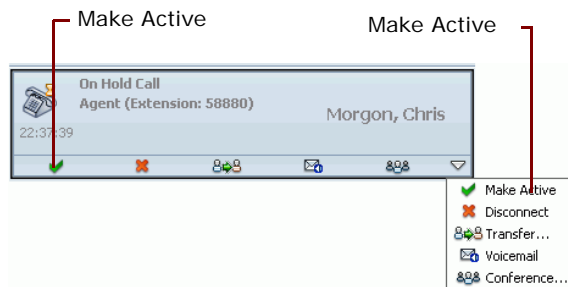 Make Active
Make Active
On Hold Call
Agent (Extension: 58880)
Morgon, Chris
22:37:39
Make Active
Disconnect
Transfer...
Voicemail
Conference...